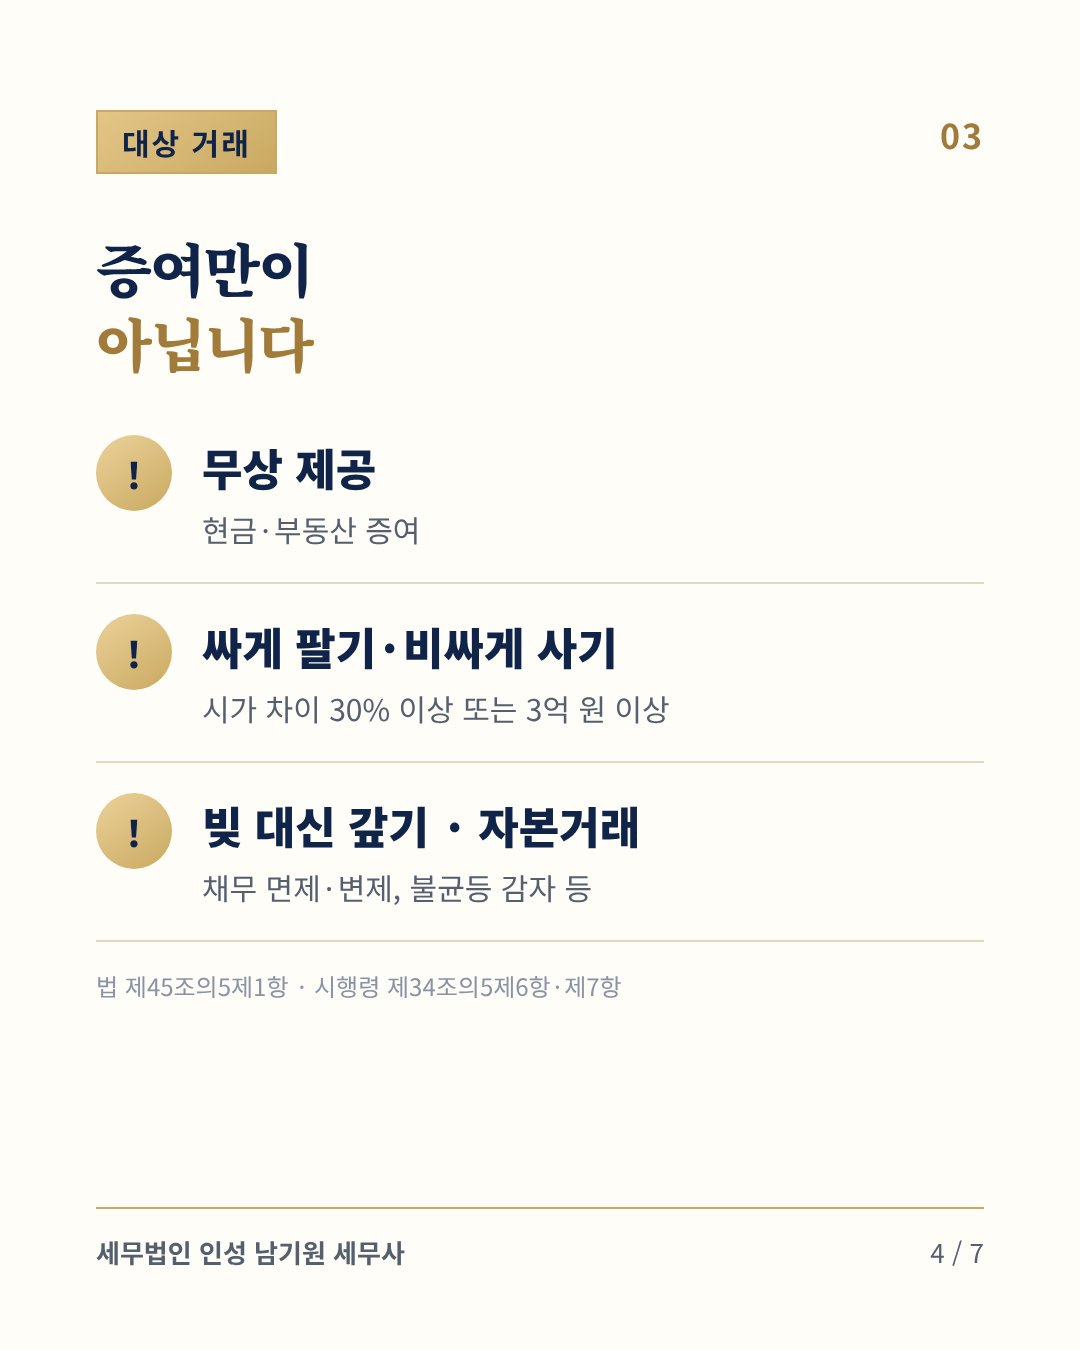 대상 거래
03
증여만이
아닙니다
!
무상 제공
현금·부동산 증여
!
싸게 팔기·비싸게 사기
시가 차이 30% 이상 또는 3억 원 이상
!
빚 대신 갚기 · 자본거래
채무 면제·변제, 불균등 감자 등
법 제45조의5제1항 · 시행령 제34조의5제6항·제7항
세무법인 인성 남기원 세무사
4 / 7